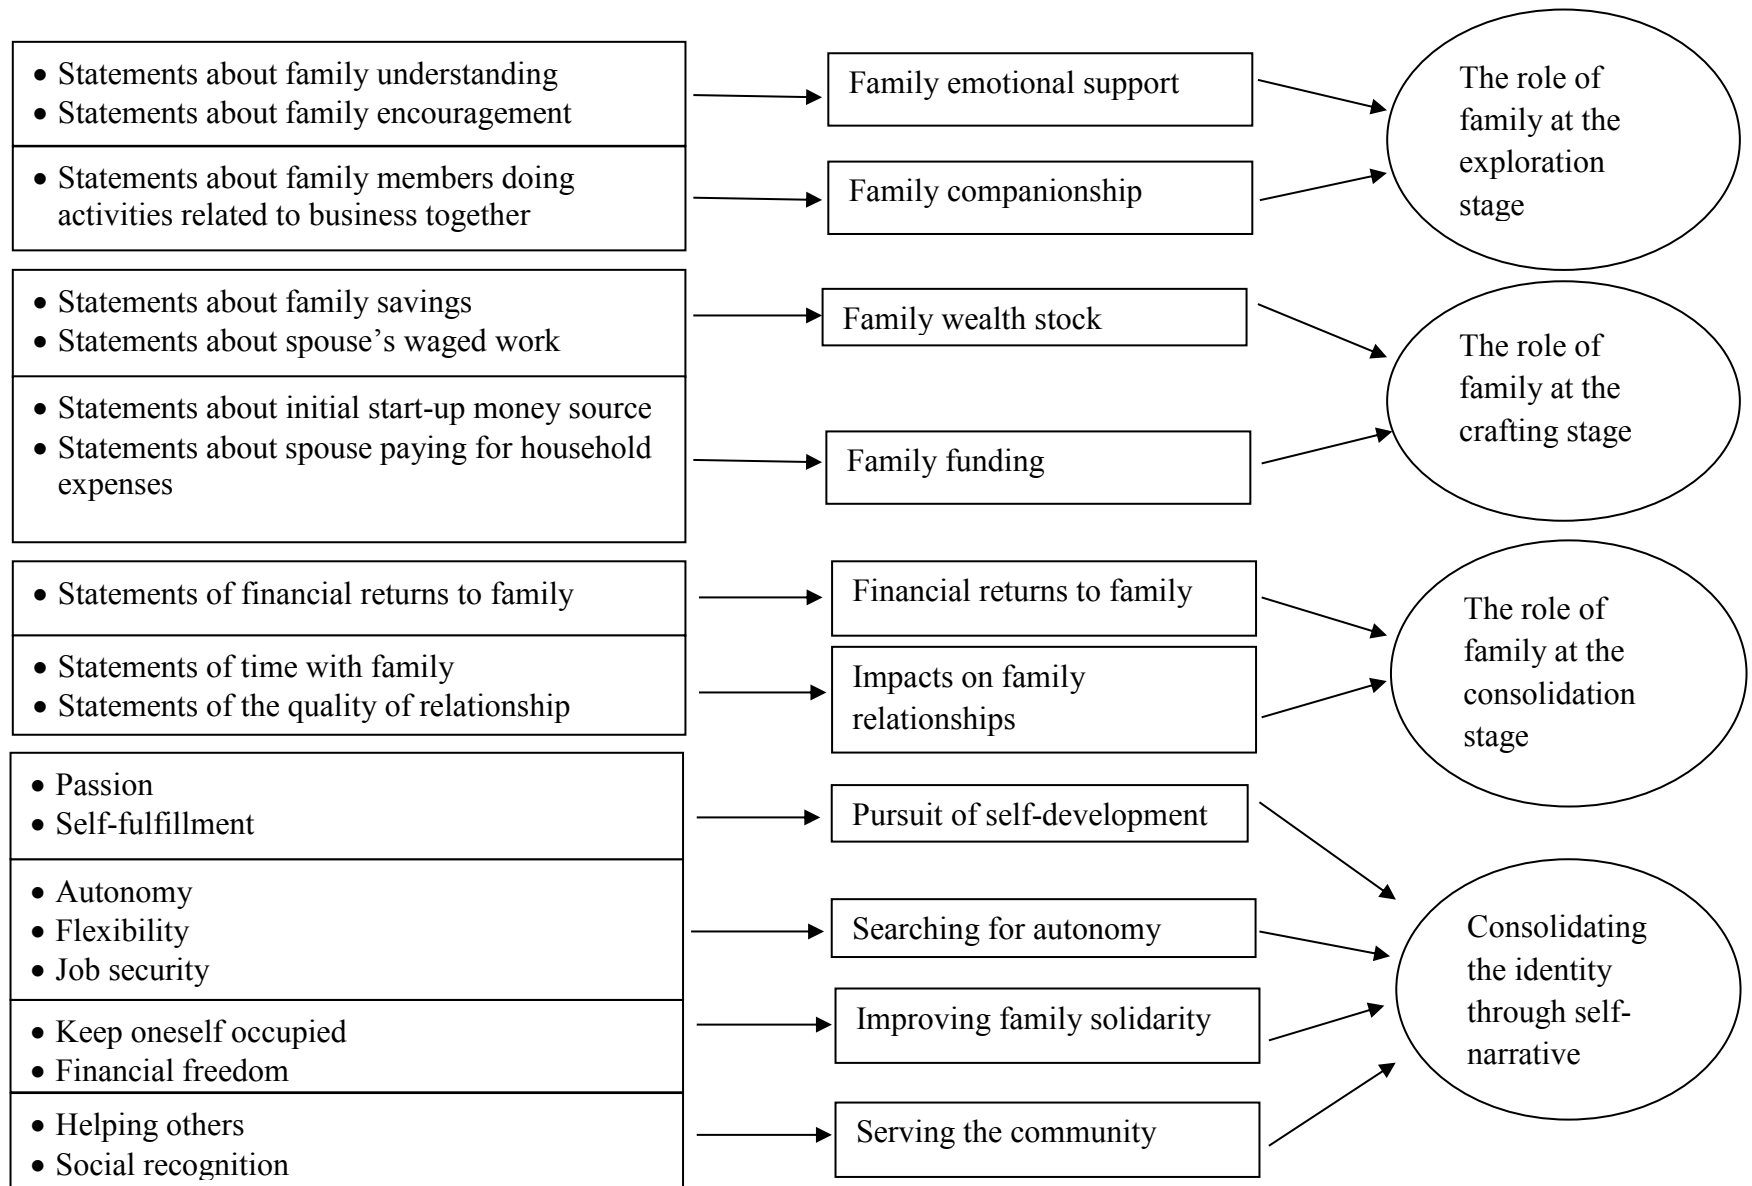 • Statements about family understanding
• Statements about family encouragement
Family emotional support
• Statements about family members doing
activities related to business together
Family companionship
The role of
family at the
exploration
stage
• Statements about family savings
• Statements about spouse’s waged work
Family wealth stock
• Statements about initial start-up money source
• Statements about spouse paying for household
expenses
Family funding
The role of
family at the
crafting stage
• Statements of financial returns to family
Financial returns to family
• Statements of time with family
• Statements of the quality of relationship
Impacts on family
relationships
The role of
family at the
consolidation
stage
• Passion
• Self-fulfillment
Pursuit of self-development
• Autonomy
• Flexibility
• Job security
Searching for autonomy
• Keep oneself occupied
• Financial freedom
Improving family solidarity
• Helping others
• Social recognition
Serving the community
Consolidating
the identity
through self-
narrative